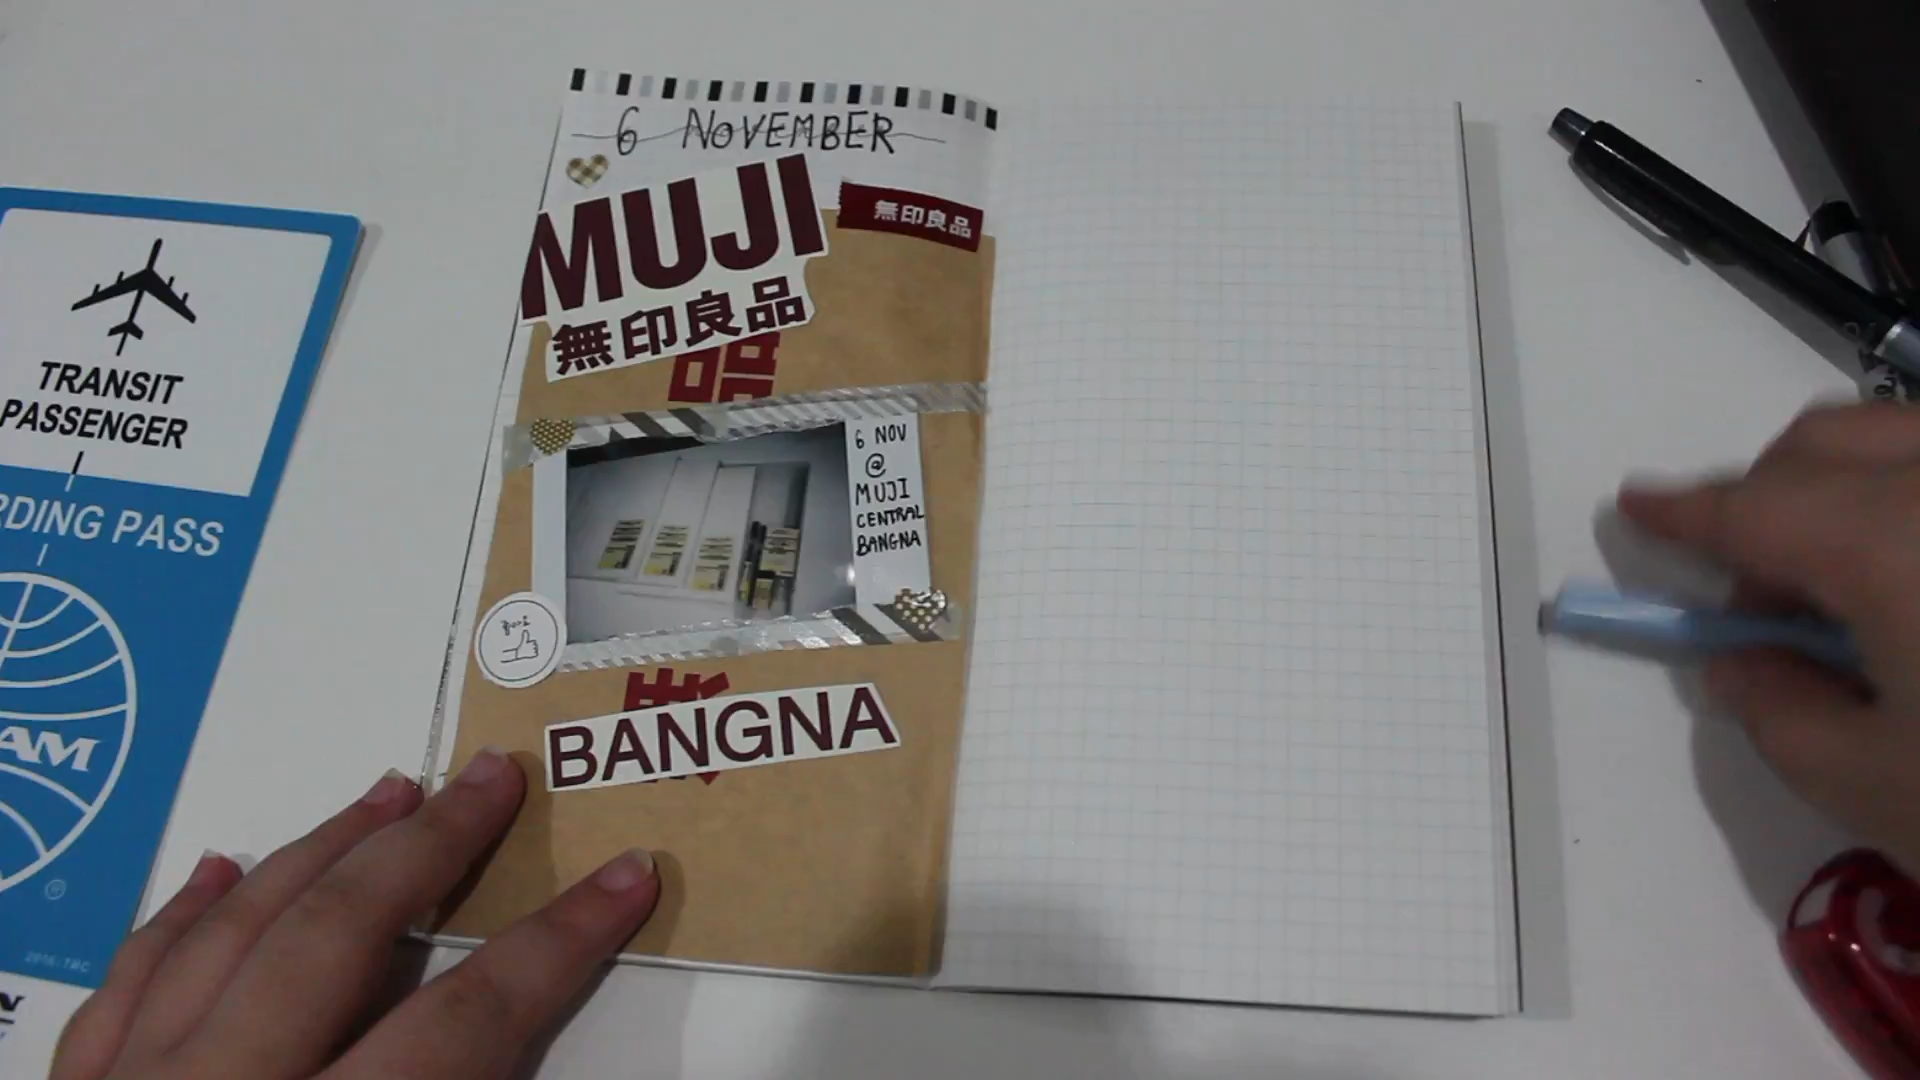 6 NOVEMBER
MUJI
無印良品
無印良品
品
6 NOV
@
MUJI
CENTRAL
BANGNA
BANGNA
TRANSIT
PASSENGER
RDING PASS
AM
®